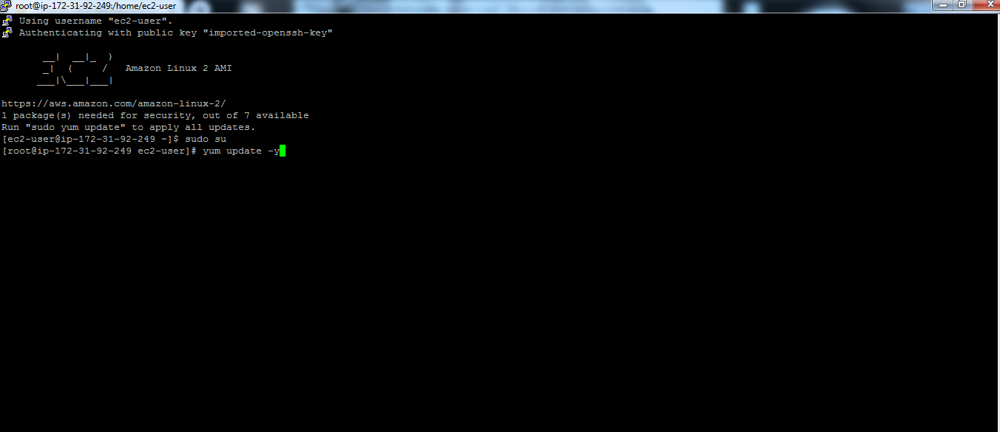 root@ip-172-31-92-249:/home/ec2-user
Using username "ec2-user".
Authenticating with public key "imported-openssh-key"
       __|  __|_  )
       _|  (     /   Amazon Linux 2 AMI
      ___|\___|___|
https://aws.amazon.com/amazon-linux-2/
1 package(s) needed for security, out of 7 available
Run "sudo yum update" to apply all updates.
[ec2-user@ip-172-31-92-249 ~]$ sudo su
[root@ip-172-31-92-249 ec2-user]# yum update -y